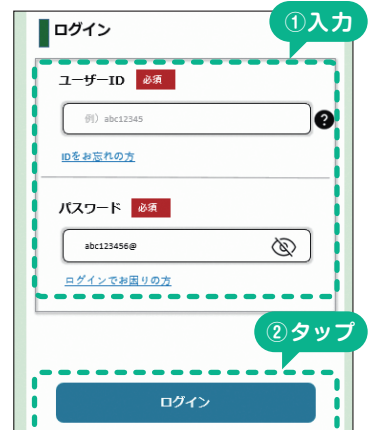 ①入力
ログイン
ユーザーID 必須
例）abc12345
?
IDをお忘れの方
パスワード 必須
abc123456@
ログインでお困りの方
②タップ
ログイン